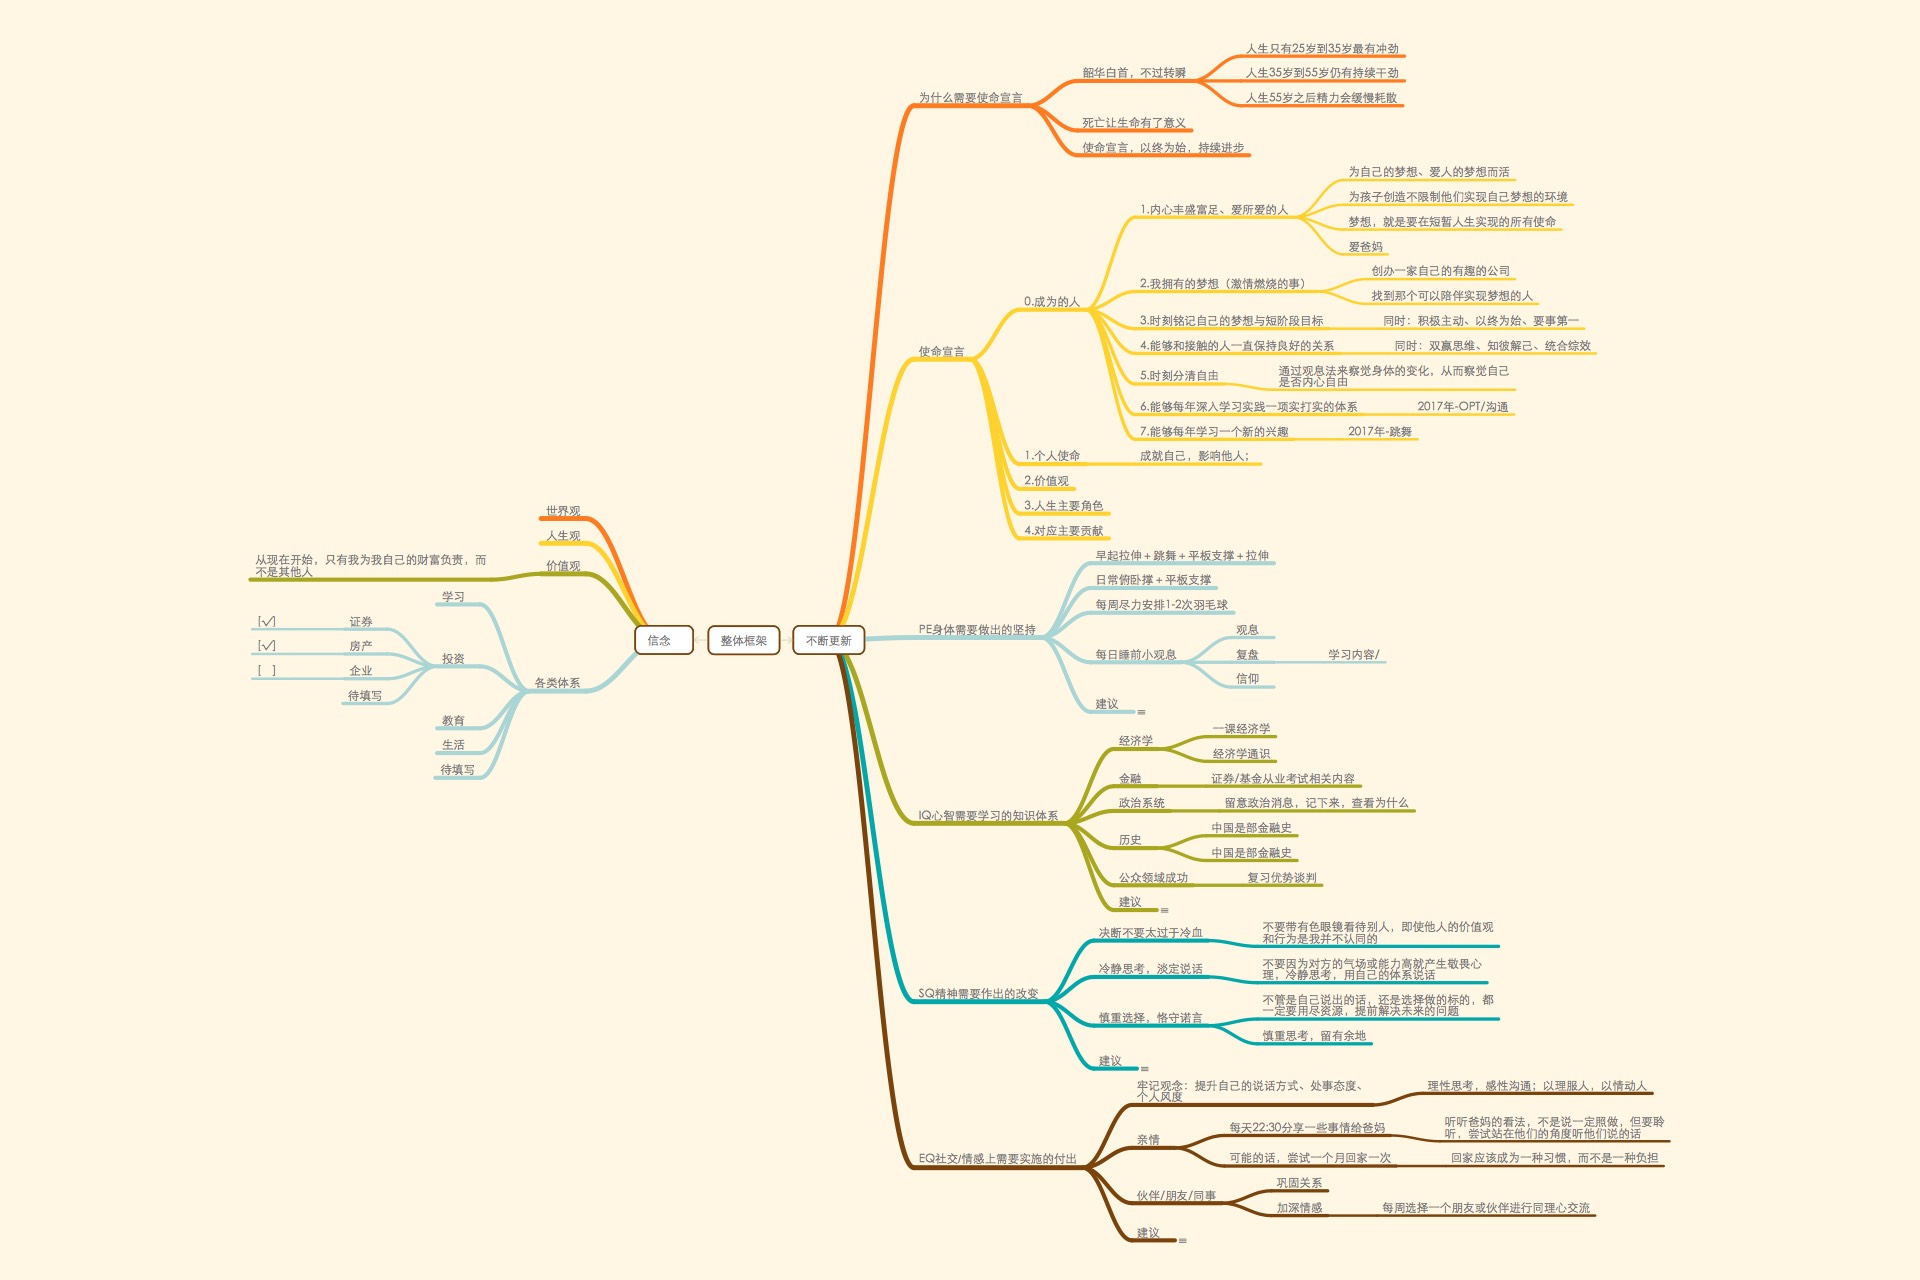 整体框架
信念
世界观
人生观
价值观
从现在开始，只有我为我自己的财富负责，而
不是其他人
各类体系
学习
投资
证券
[√]
房产
[√]
企业
[ ]
待填写
教育
生活
待填写
不断更新
为什么需要使命宣言
韶华白首，不过转瞬
人生只有25岁到35岁最有冲劲
人生35岁到55岁仍有持续干劲
人生55岁之后精力会缓慢耗散
死亡让生命有了意义
使命宣言，以终为始，持续进步
使命宣言
0.成为的人
1.内心丰盛富足、爱所爱的人
为自己的梦想、爱人的梦想而活
为孩子创造不限制他们实现自己梦想的环境
梦想，就是要在短暂人生实现的所有使命
爱爸妈
2.我拥有的梦想（激情燃烧的事）
创办一家自己的有趣的公司
找到那个可以陪伴实现梦想的人
3.时刻铭记自己的梦想与短阶段目标
同时：积极主动、以终为始、要事第一
4.能够和接触的人一直保持良好的关系
同时：双赢思维、知彼解己、统合综效
5.时刻分清自由
通过观息法来察觉身体的变化，从而察觉自己
是否内心自由
6.能够每年深入学习实践一项实打实的体系
2017年-OPT/沟通
7.能够每年学习一个新的兴趣
2017年-跳舞
1.个人使命
成就自己，影响他人；
2.价值观
3.人生主要角色
4.对应主要贡献
PE身体需要做出的坚持
早起拉伸＋跳舞＋平板支撑＋拉伸
日常俯卧撑＋平板支撑
每周尽力安排1-2次羽毛球
每日睡前小观息
观息
复盘
学习内容/
信仰
建议
IQ心智需要学习的知识体系
经济学
一课经济学
经济学通识
金融
证券/基金从业考试相关内容
政治系统
留意政治消息，记下来，查看为什么
历史
中国是部金融史
中国是部金融史
公众领域成功
复习优势谈判
建议
SQ精神需要作出的改变
决断不要太过于冷血
不要带有色眼镜看待别人，即使他人的价值观
和行为是我并不认同的
冷静思考，淡定说话
不要因为对方的气场或能力高就产生敬畏心
理，冷静思考，用自己的体系说话
慎重选择，恪守诺言
不管是自己说出的话，还是选择做的标的，都
一定要用尽资源，提前解决未来的问题
慎重思考，留有余地
建议
EQ社交/情感上需要实施的付出
牢记观念：提升自己的说话方式、处事态度、
个人风度
理性思考，感性沟通；以理服人，以情动人
亲情
每天22:30分享一些事情给爸妈
听听爸妈的看法，不是说一定照做，但要聆
听，尝试站在他们的角度听他们说的话
可能的话，尝试一个月回家一次
回家应该成为一种习惯，而不是一种负担
伙伴/朋友/同事
巩固关系
加深情感
每周选择一个朋友或伙伴进行同理心交流
建议